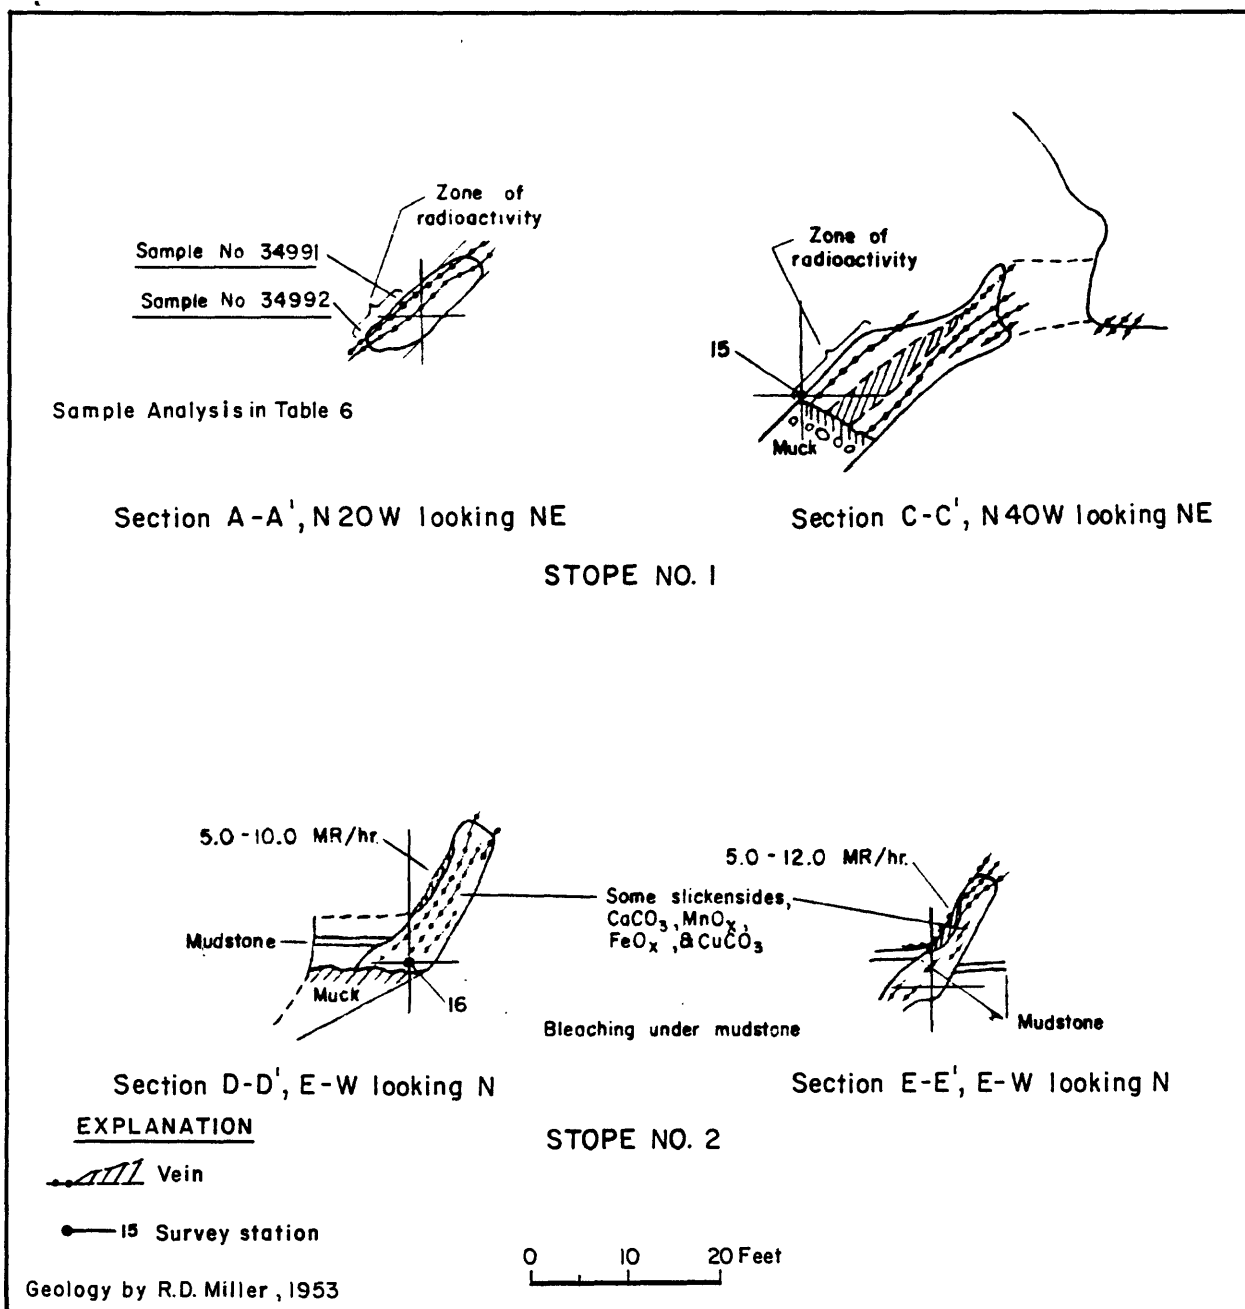 Zone of
radioactivity
Sample No 34991
Sample No 34992
Sample Analysis in Table 6
Section A-A', N20W looking NE
Zone of
radioactivity
15
Muck
Section C-C', N40W looking NE
STOPE NO. 1
5.0-10.0 MR/hr.
Mudstone
Muck
16
Some slickensides,
CaCO3, MnOx,
FeOx, & CuCO3
Bleaching under mudstone
5.0-12.0 MR/hr.
Mudstone
Section D-D', E-W looking N
Section E-E', E-W looking N
STOPE NO. 2
EXPLANATION
Vein
15 Survey station
0 10 20 Feet
Geology by R.D. Miller, 1953